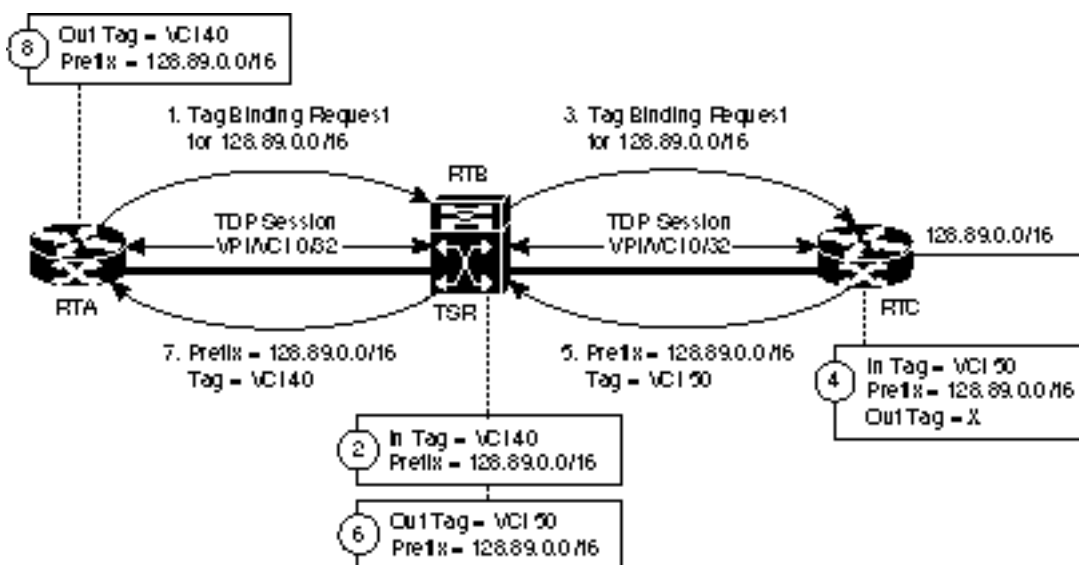 8
Out Tag = VCI 40
Prefix = 128.89.0.0/16
1. Tag Binding Request
for 128.89.0.0/16
3. Tag Binding Request
for 128.89.0.0/16
RTB
TDP Session
VPI/VCI 0/32
TDP Session
VPI/VCI 0/32
128.89.0.0/16
RTA
TSR
RTC
7. Prefix = 128.89.0.0/16
Tag = VCI 40
5. Prefix = 128.89.0.0/16
Tag = VCI 50
4
In Tag = VCI 50
Prefix = 128.89.0.0/16
Out Tag = X
2
In Tag = VCI 40
Prefix = 128.89.0.0/16
6
Out Tag = VCI 50
Prefix = 128.89.0.0/16